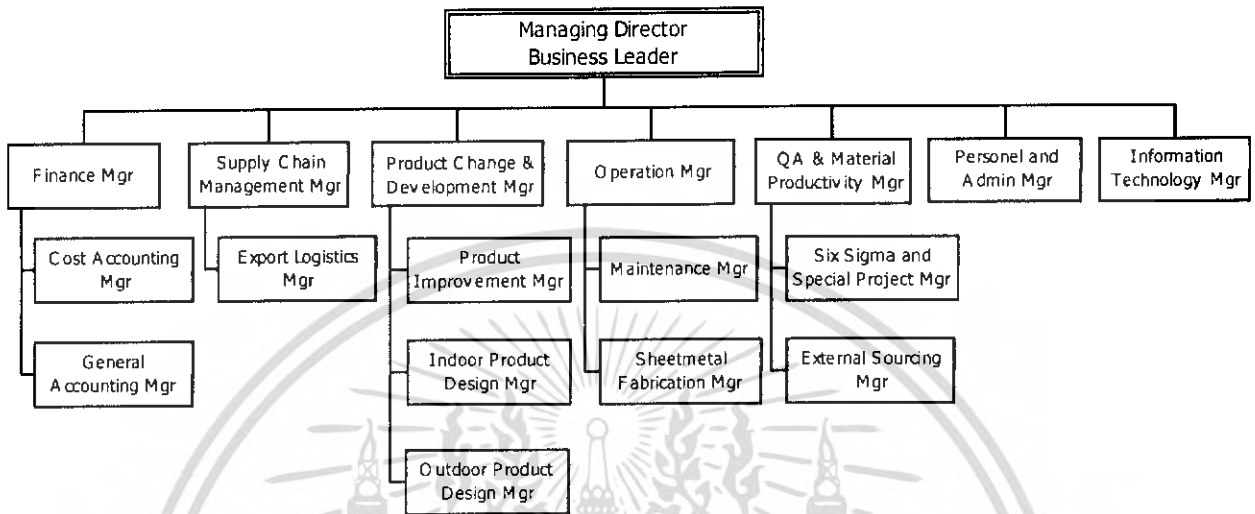 Managing Director
Business Leader
Finance Mgr
Supply Chain
Management Mgr
Product Change &
Development Mgr
Operation Mgr
QA & Material
Productivity Mgr
Personel and
Admin Mgr
Information
Technology Mgr
Cost Accounting
Mgr
General
Accounting Mgr
Export Logistics
Mgr
Product
Improvement Mgr
Indoor Product
Design Mgr
Outdoor Product
Design Mgr
Maintenance Mgr
Sheetmetal
Fabrication Mgr
Six Sigma and
Special Project Mgr
External Sourcing
Mgr